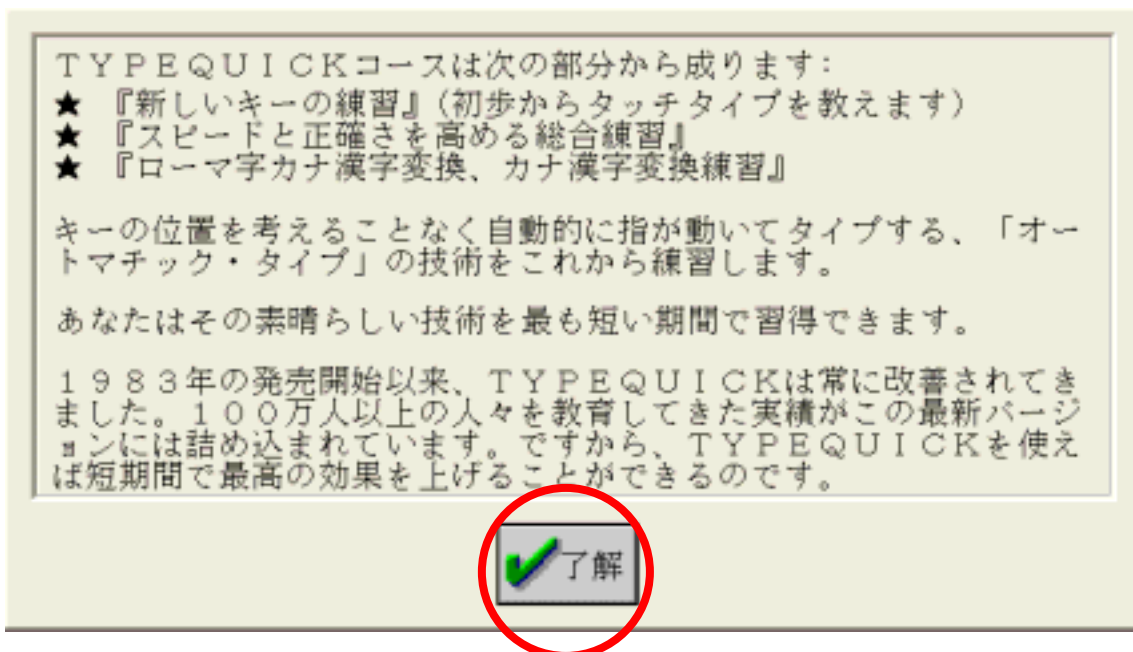 ＴＹＰＥＱＵＩＣＫコースは次の部分から成ります：
★　『新しいキーの練習』（初歩からタッチタイプを教えます）
★　『スピードと正確さを高める総合練習』
★　『ローマ字カナ漢字変換、カナ漢字変換練習』
キーの位置を考えることなく自動的に指が動いてタイプする、「オー
トマチック・タイプ」の技術をこれから練習します。
あなたはその素晴らしい技術を最も短い期間で習得できます。
１９８３年の発売開始以来、ＴＹＰＥＱＵＩＣＫは常に改善されてき
ました。１００万人以上の人々を教育してきた実績がこの最新バージ
ョンには詰め込まれています。ですから、ＴＹＰＥＱＵＩＣＫを使え
ば短期間で最高の効果を上げることができるのです。
了解